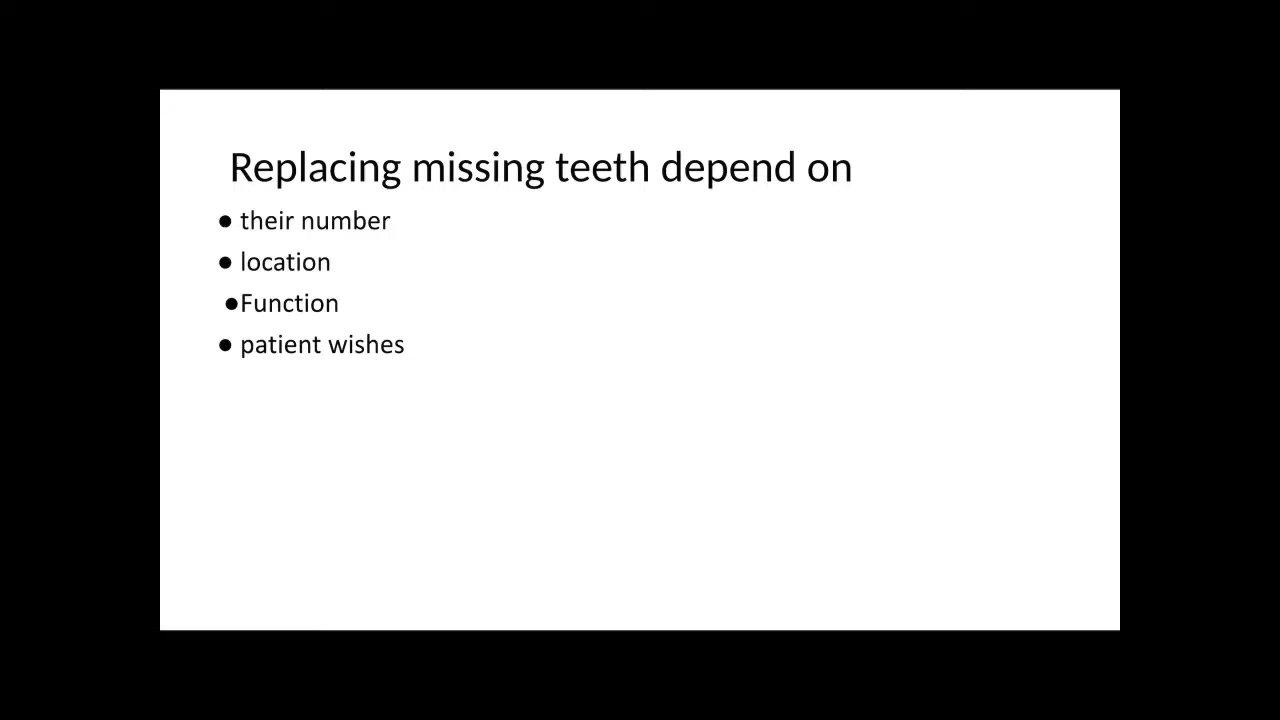 Replacing missing teeth depend on
● their number
● location
●Function
● patient wishes